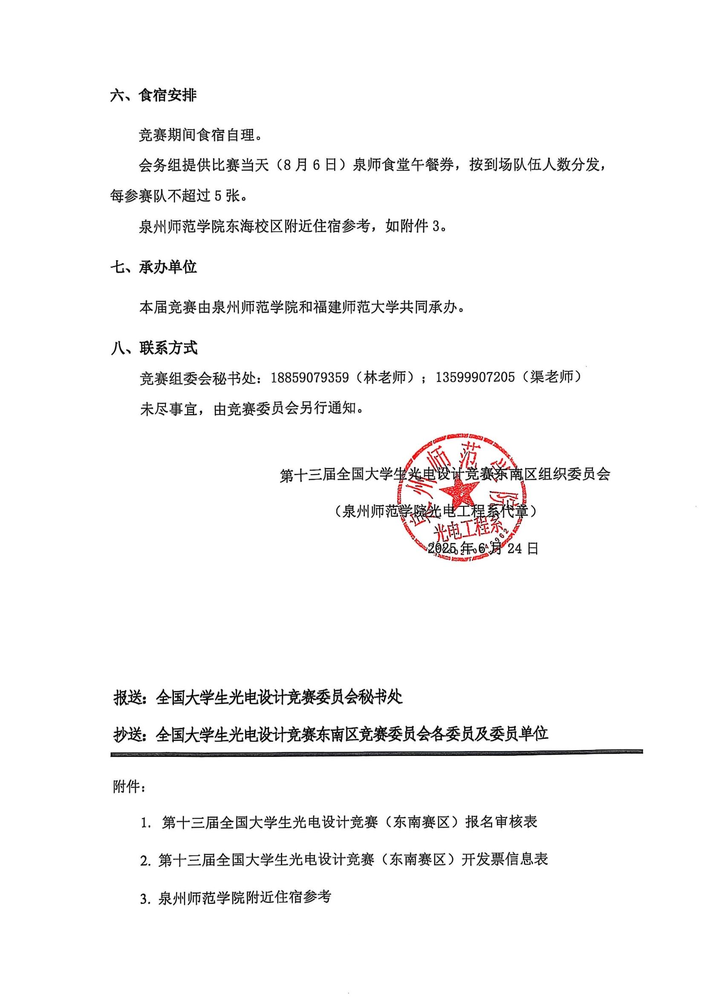 六、食宿安排
竞赛期间食宿自理。
会务组提供比赛当天（8 月 6 日）泉师食堂午餐券，按到场队伍人数分发，
每参赛队不超过 5 张。
泉州师范学院东海校区附近住宿参考，如附件 3。
七、承办单位
本届竞赛由泉州师范学院和福建师范大学共同承办。
八、联系方式
竞赛组委会秘书处：18859079359（林老师）；13599907205（渠老师）
未尽事宜，由竞赛委员会另行通知。
泉州师范学院
第十三届全国大学生光电设计竞赛东南区组织委员会
（泉州师范学院光电工程系代章）
光电工程系
2025 年 6 月 24 日
报送：全国大学生光电设计竞赛委员会秘书处
抄送：全国大学生光电设计竞赛东南区竞赛委员会各委员及委员单位
附件：
1. 第十三届全国大学生光电设计竞赛（东南赛区）报名审核表
2. 第十三届全国大学生光电设计竞赛（东南赛区）开发票信息表
3. 泉州师范学院附近住宿参考